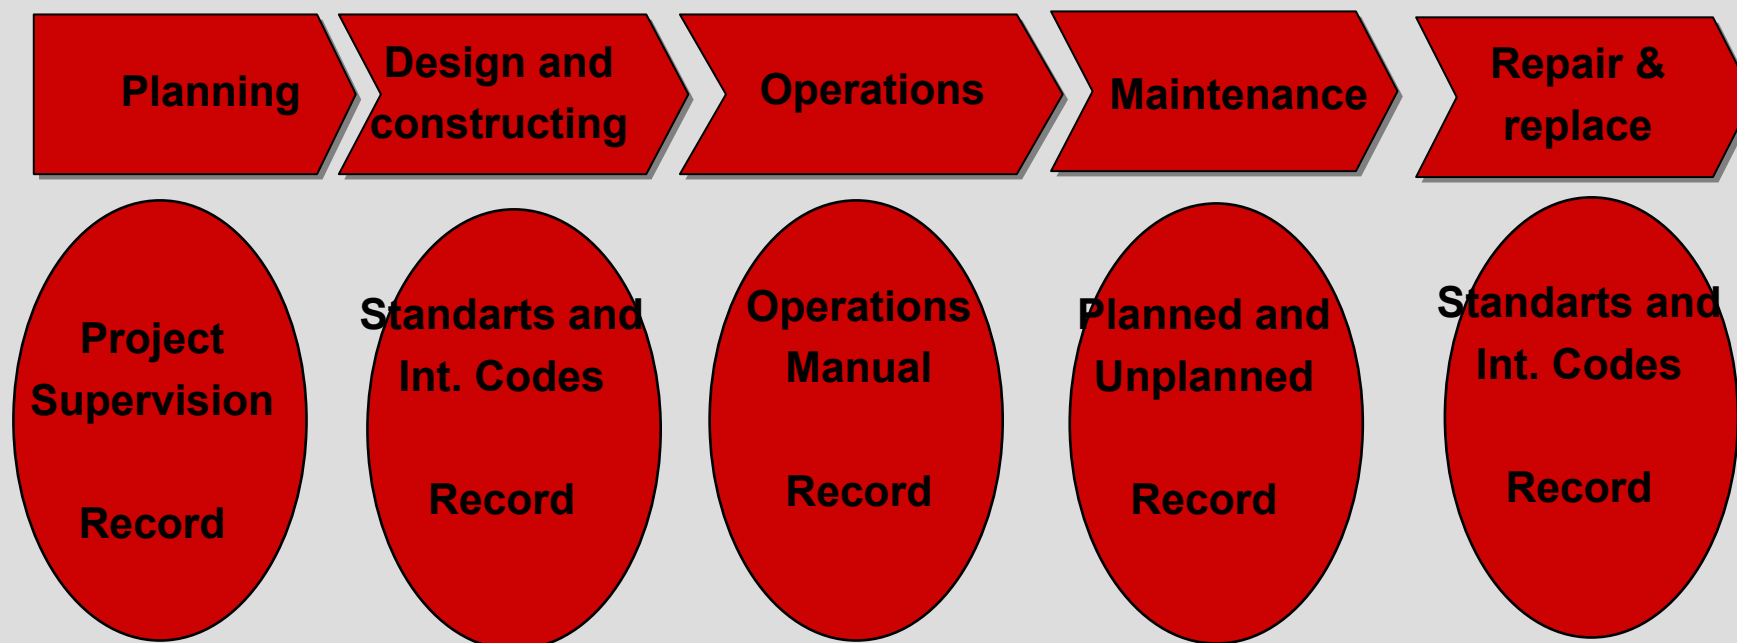 Planning
Design and
constructing
Operations
Maintenance
Repair &
replace
Project
Supervision
Record
Standarts and
Int. Codes
Record
Operations
Manual
Record
Planned and
Unplanned
Record
Standarts and
Int. Codes
Record